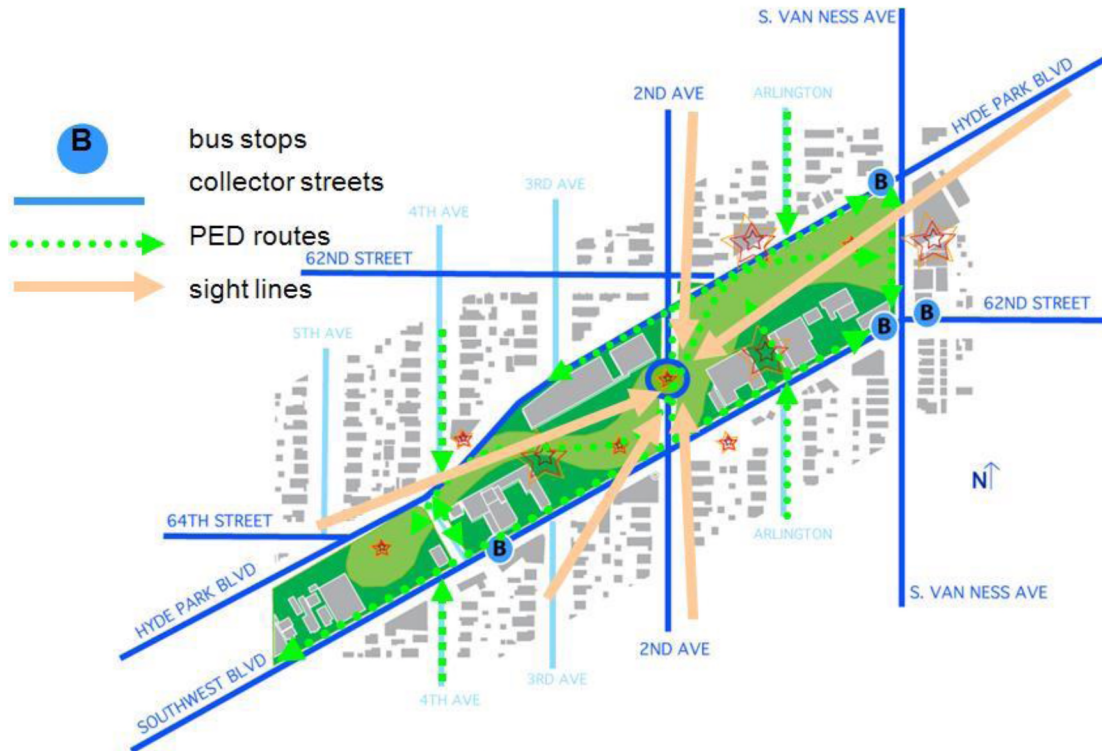 S. VAN NESS AVE
HYDE PARK BLVD
2ND AVE
ARLINGTON
B
bus stops
collector streets
PED routes
sight lines
3RD AVE
4TH AVE
B
62ND STREET
5TH AVE
62ND STREET
B
B
N
64TH STREET
B
ARLINGTON
HYDE PARK BLVD
S. VAN NESS AVE
2ND AVE
3RD AVE
SOUTHWEST BLVD
4TH AVE